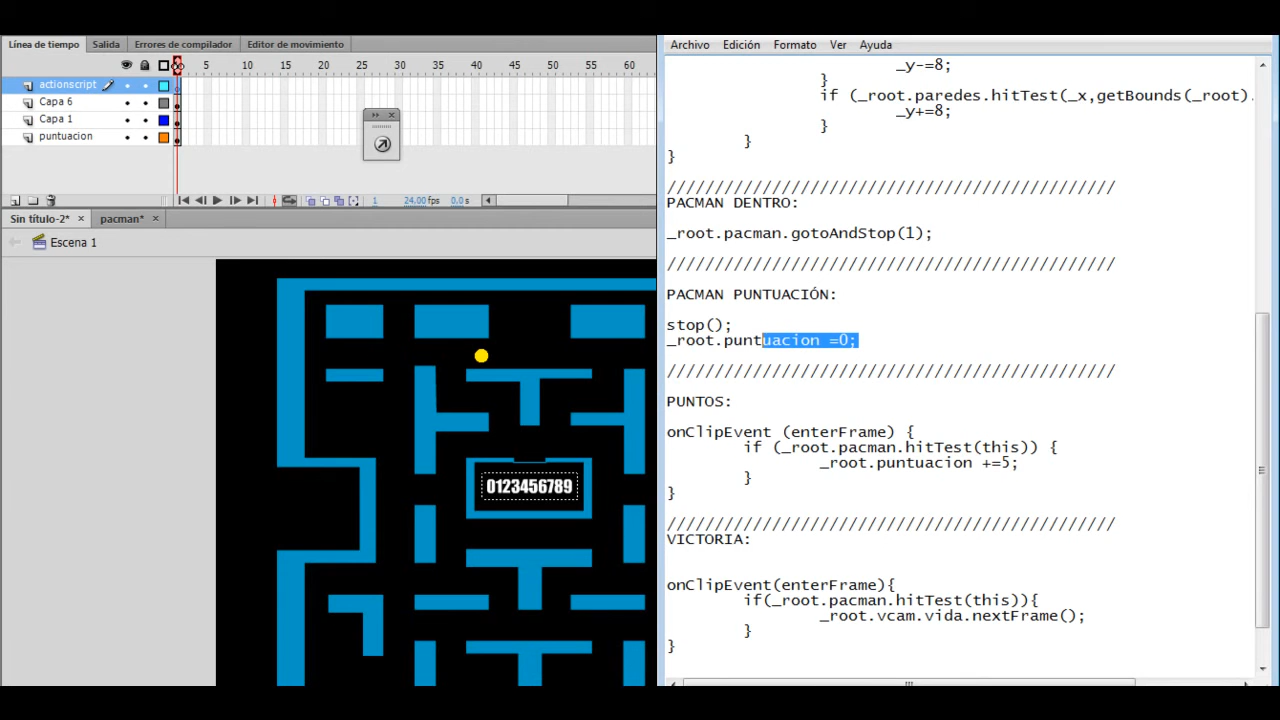 Línea de tiempo Salida Errores de compilador Editor de movimiento
5 10 15 20 25 30 35 40 45 50 55 60
actionscript
Capa 6
Capa 1
puntuacion
1 24.00 fps 0.0 s
Sin título-2* × pacman* ×
Escena 1
0123456789
Archivo Edición Formato Ver Ayuda
_y-=8;
}
if (_root.paredes.hitTest(_x,getBounds(_root).
_y+=8;
}
}
}
///////////////////////////////////////////////
PACMAN DENTRO:
_root.pacman.gotoAndStop(1);
///////////////////////////////////////////////
PACMAN PUNTUACIÓN:
stop();
_root.puntuacion =0;
///////////////////////////////////////////////
PUNTOS:
onClipEvent (enterFrame) {
if (_root.pacman.hitTest(this)) {
_root.puntuacion +=5;
}
}
///////////////////////////////////////////////
VICTORIA:
onClipEvent(enterFrame){
if(_root.pacman.hitTest(this)){
_root.vcam.vida.nextFrame();
}
}